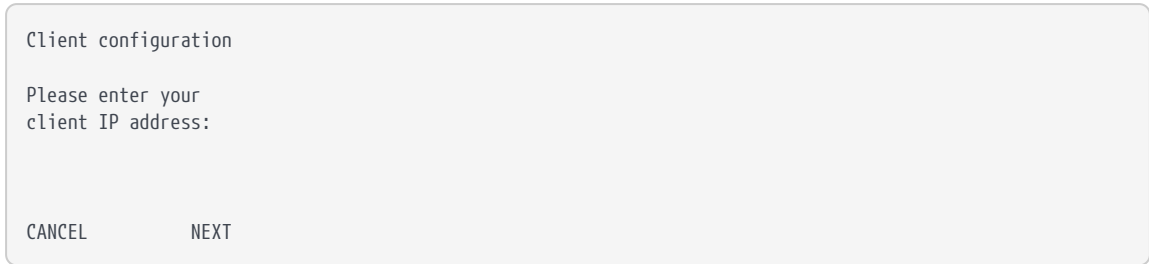 Client configuration
Please enter your
client IP address:
CANCEL NEXT